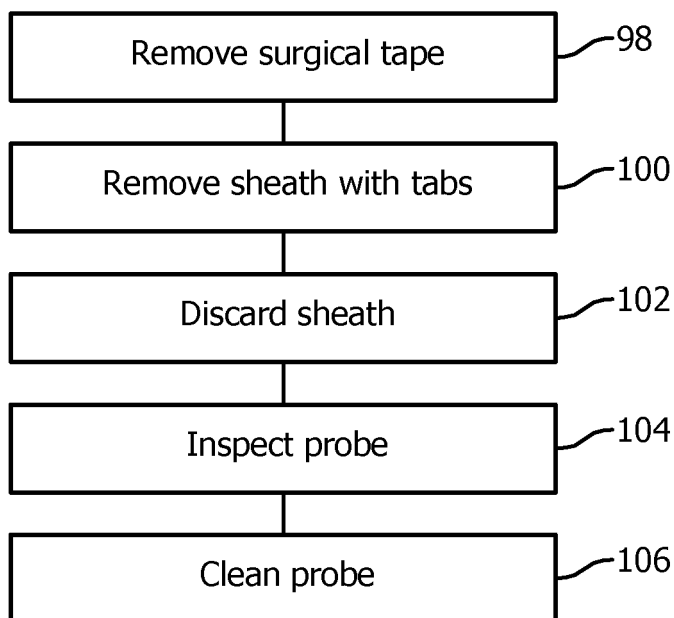 Remove surgical tape 98
Remove sheath with tabs 100
Discard sheath 102
Inspect probe 104
Clean probe 106